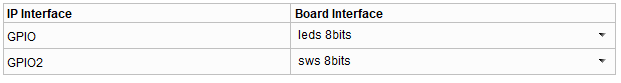 IP Interface Board Interface
GPIO leds 8bits
GPIO2 sws 8bits